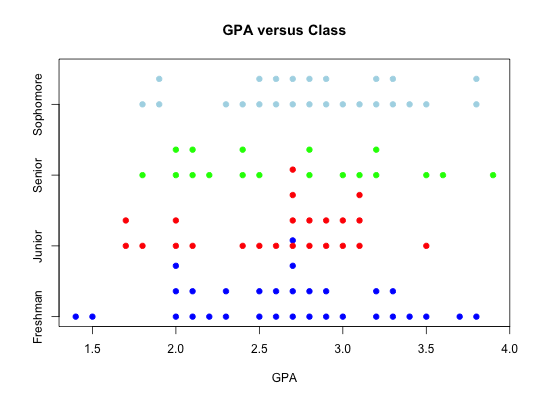 GPA versus Class
Sophomore
Senior
Junior
Freshman
1.5 2.0 2.5 3.0 3.5 4.0
GPA